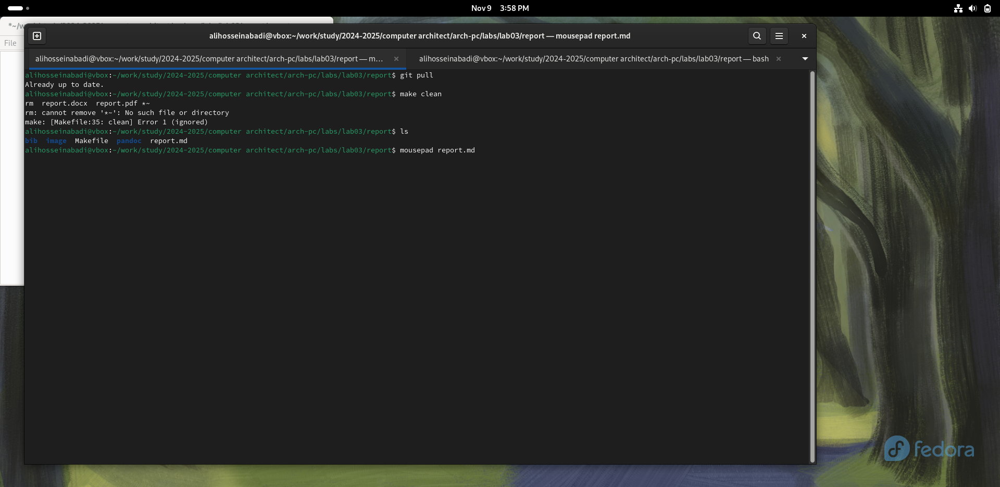 Nov 9 3:58 PM
*~/w
File
alihosseinabadi@vbox:~/work/study/2024-2025/computer architect/arch-pc/labs/lab03/report — mousepad report.md
alihosseinabadi@vbox:~/work/study/2024-2025/computer architect/arch-pc/labs/lab03/report — m...
alihosseinabadi@vbox:~/work/study/2024-2025/computer architect/arch-pc/labs/lab03/report — bash
alihosseinabadi@vbox:~/work/study/2024-2025/computer architect/arch-pc/labs/lab03/report$ git pull
Already up to date.
alihosseinabadi@vbox:~/work/study/2024-2025/computer architect/arch-pc/labs/lab03/report$ make clean
rm  report.docx  report.pdf *~
rm: cannot remove '*~': No such file or directory
make: [Makefile:35: clean] Error 1 (ignored)
alihosseinabadi@vbox:~/work/study/2024-2025/computer architect/arch-pc/labs/lab03/report$ ls
bib  image  Makefile  pandoc  report.md
alihosseinabadi@vbox:~/work/study/2024-2025/computer architect/arch-pc/labs/lab03/report$ mousepad report.md
fedora